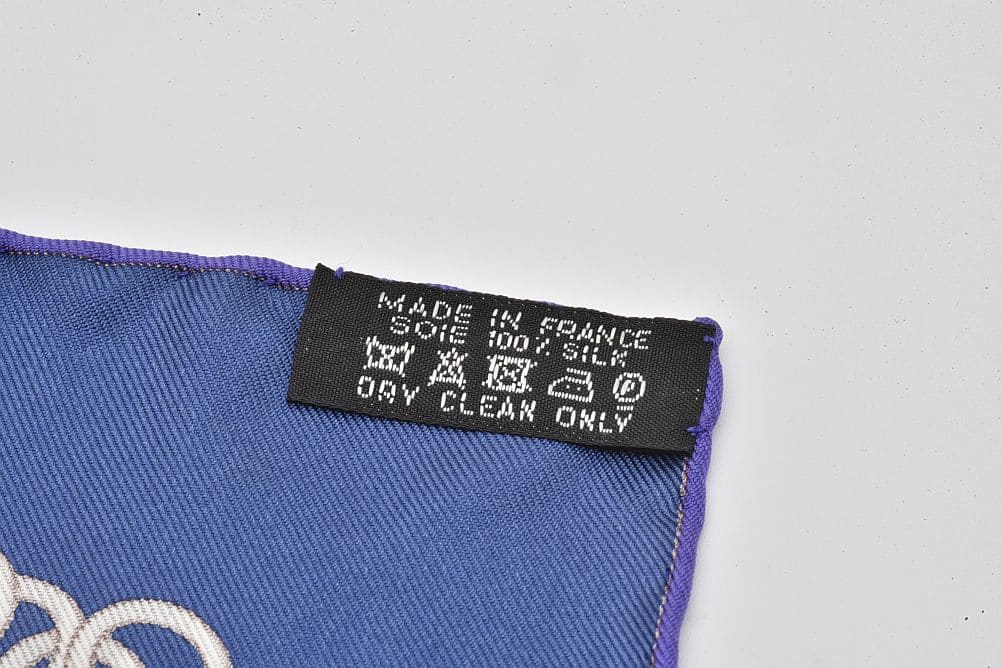 MADE IN FRANCE
SOIE 100% SILK
P
DRY CLEAN ONLY